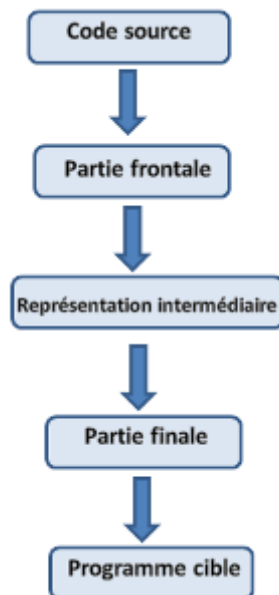 Code source
Partie frontale
Représentation intermédiaire
Partie finale
Programme cible